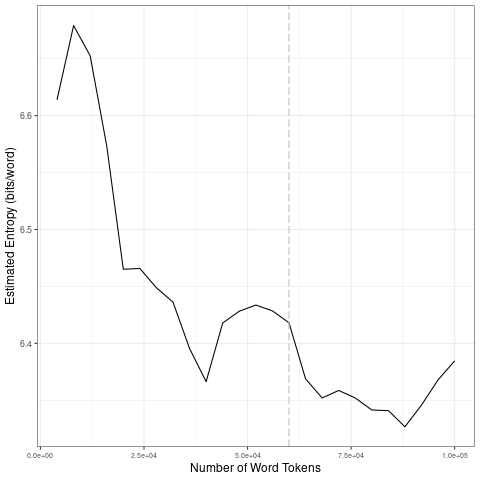 Estimated Entropy (bits/word)
6.6
6.5
6.4
0.0e+00 2.5e+04 5.0e+04 7.5e+04 1.0e+05
Number of Word Tokens